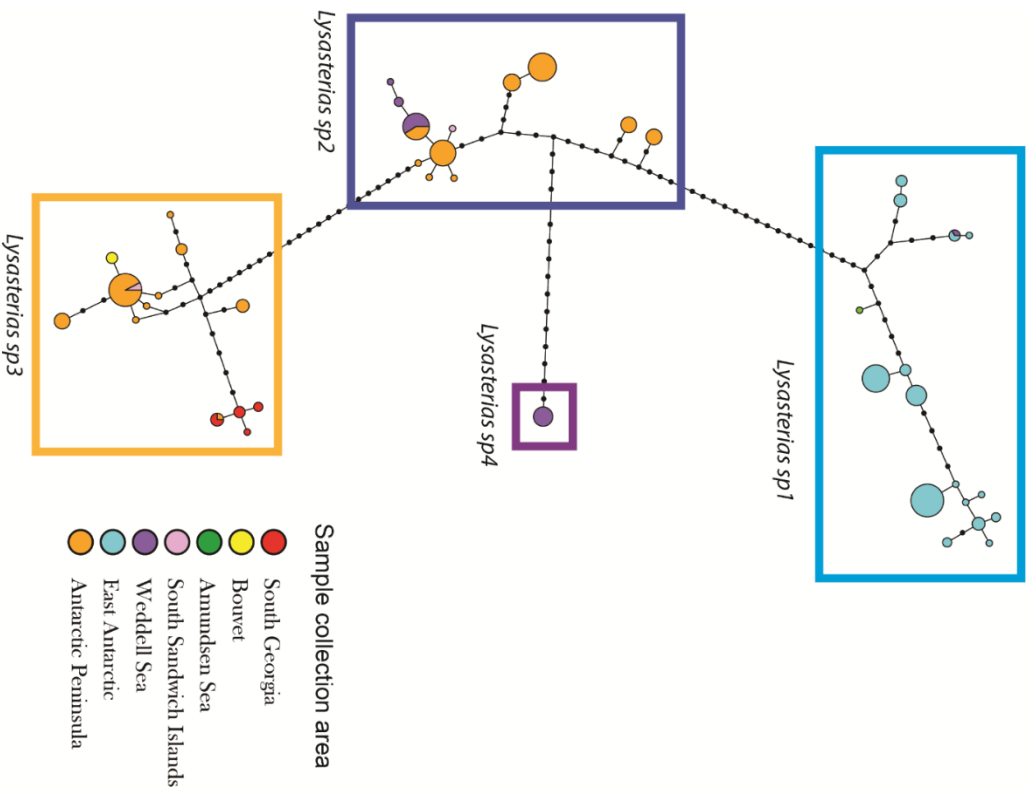 Lysasterias sp1
Lysasterias sp2
Lysasterias sp4
Lysasterias sp3
Sample collection area
South Georgia
Bouvet
Amundsen Sea
South Sandwich Islands
Weddell Sea
East Antarctic
Antarctic Peninsula